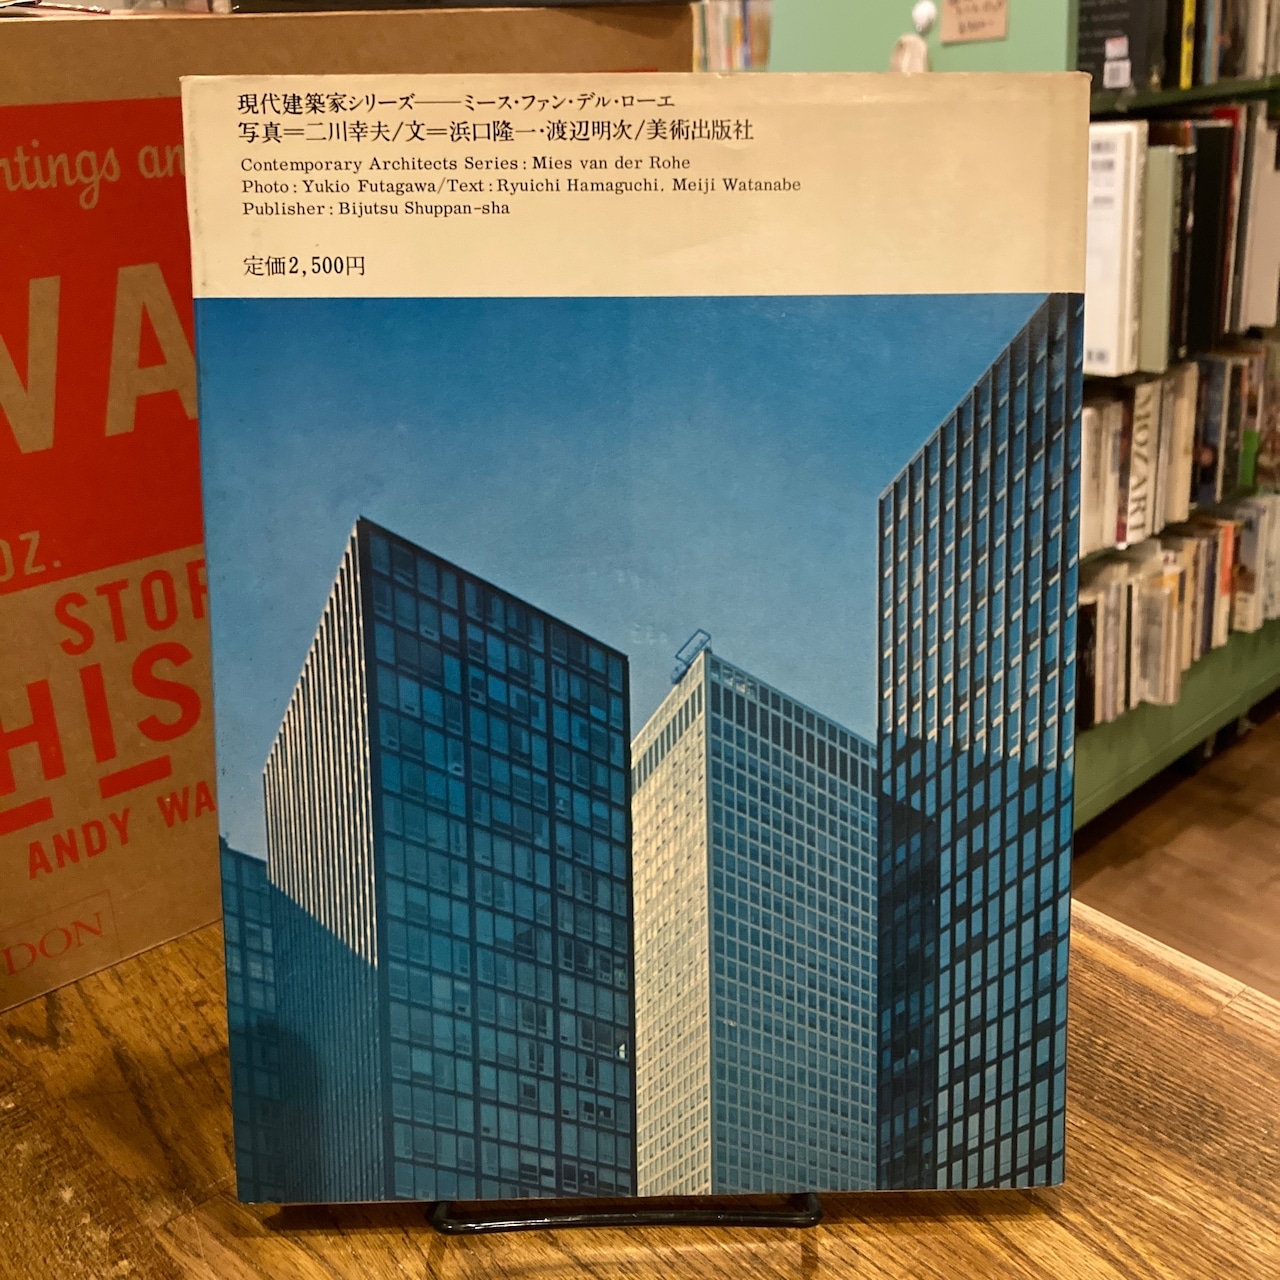 現代建築家シリーズ──ミース・ファン・デル・ローエ
写真=二川幸夫/文=浜口隆一・渡辺明次/美術出版社
Contemporary Architects Series: Mies van der Rohe
Photo: Yukio Futagawa/Text: Ryuichi Hamaguchi. Meiji Watanabe
Publisher: Bijutsu Shuppan-sha
定価2,500円
ntings an
WA
OZ.
STOR
HIS
ANDY WA
DON
MOZART